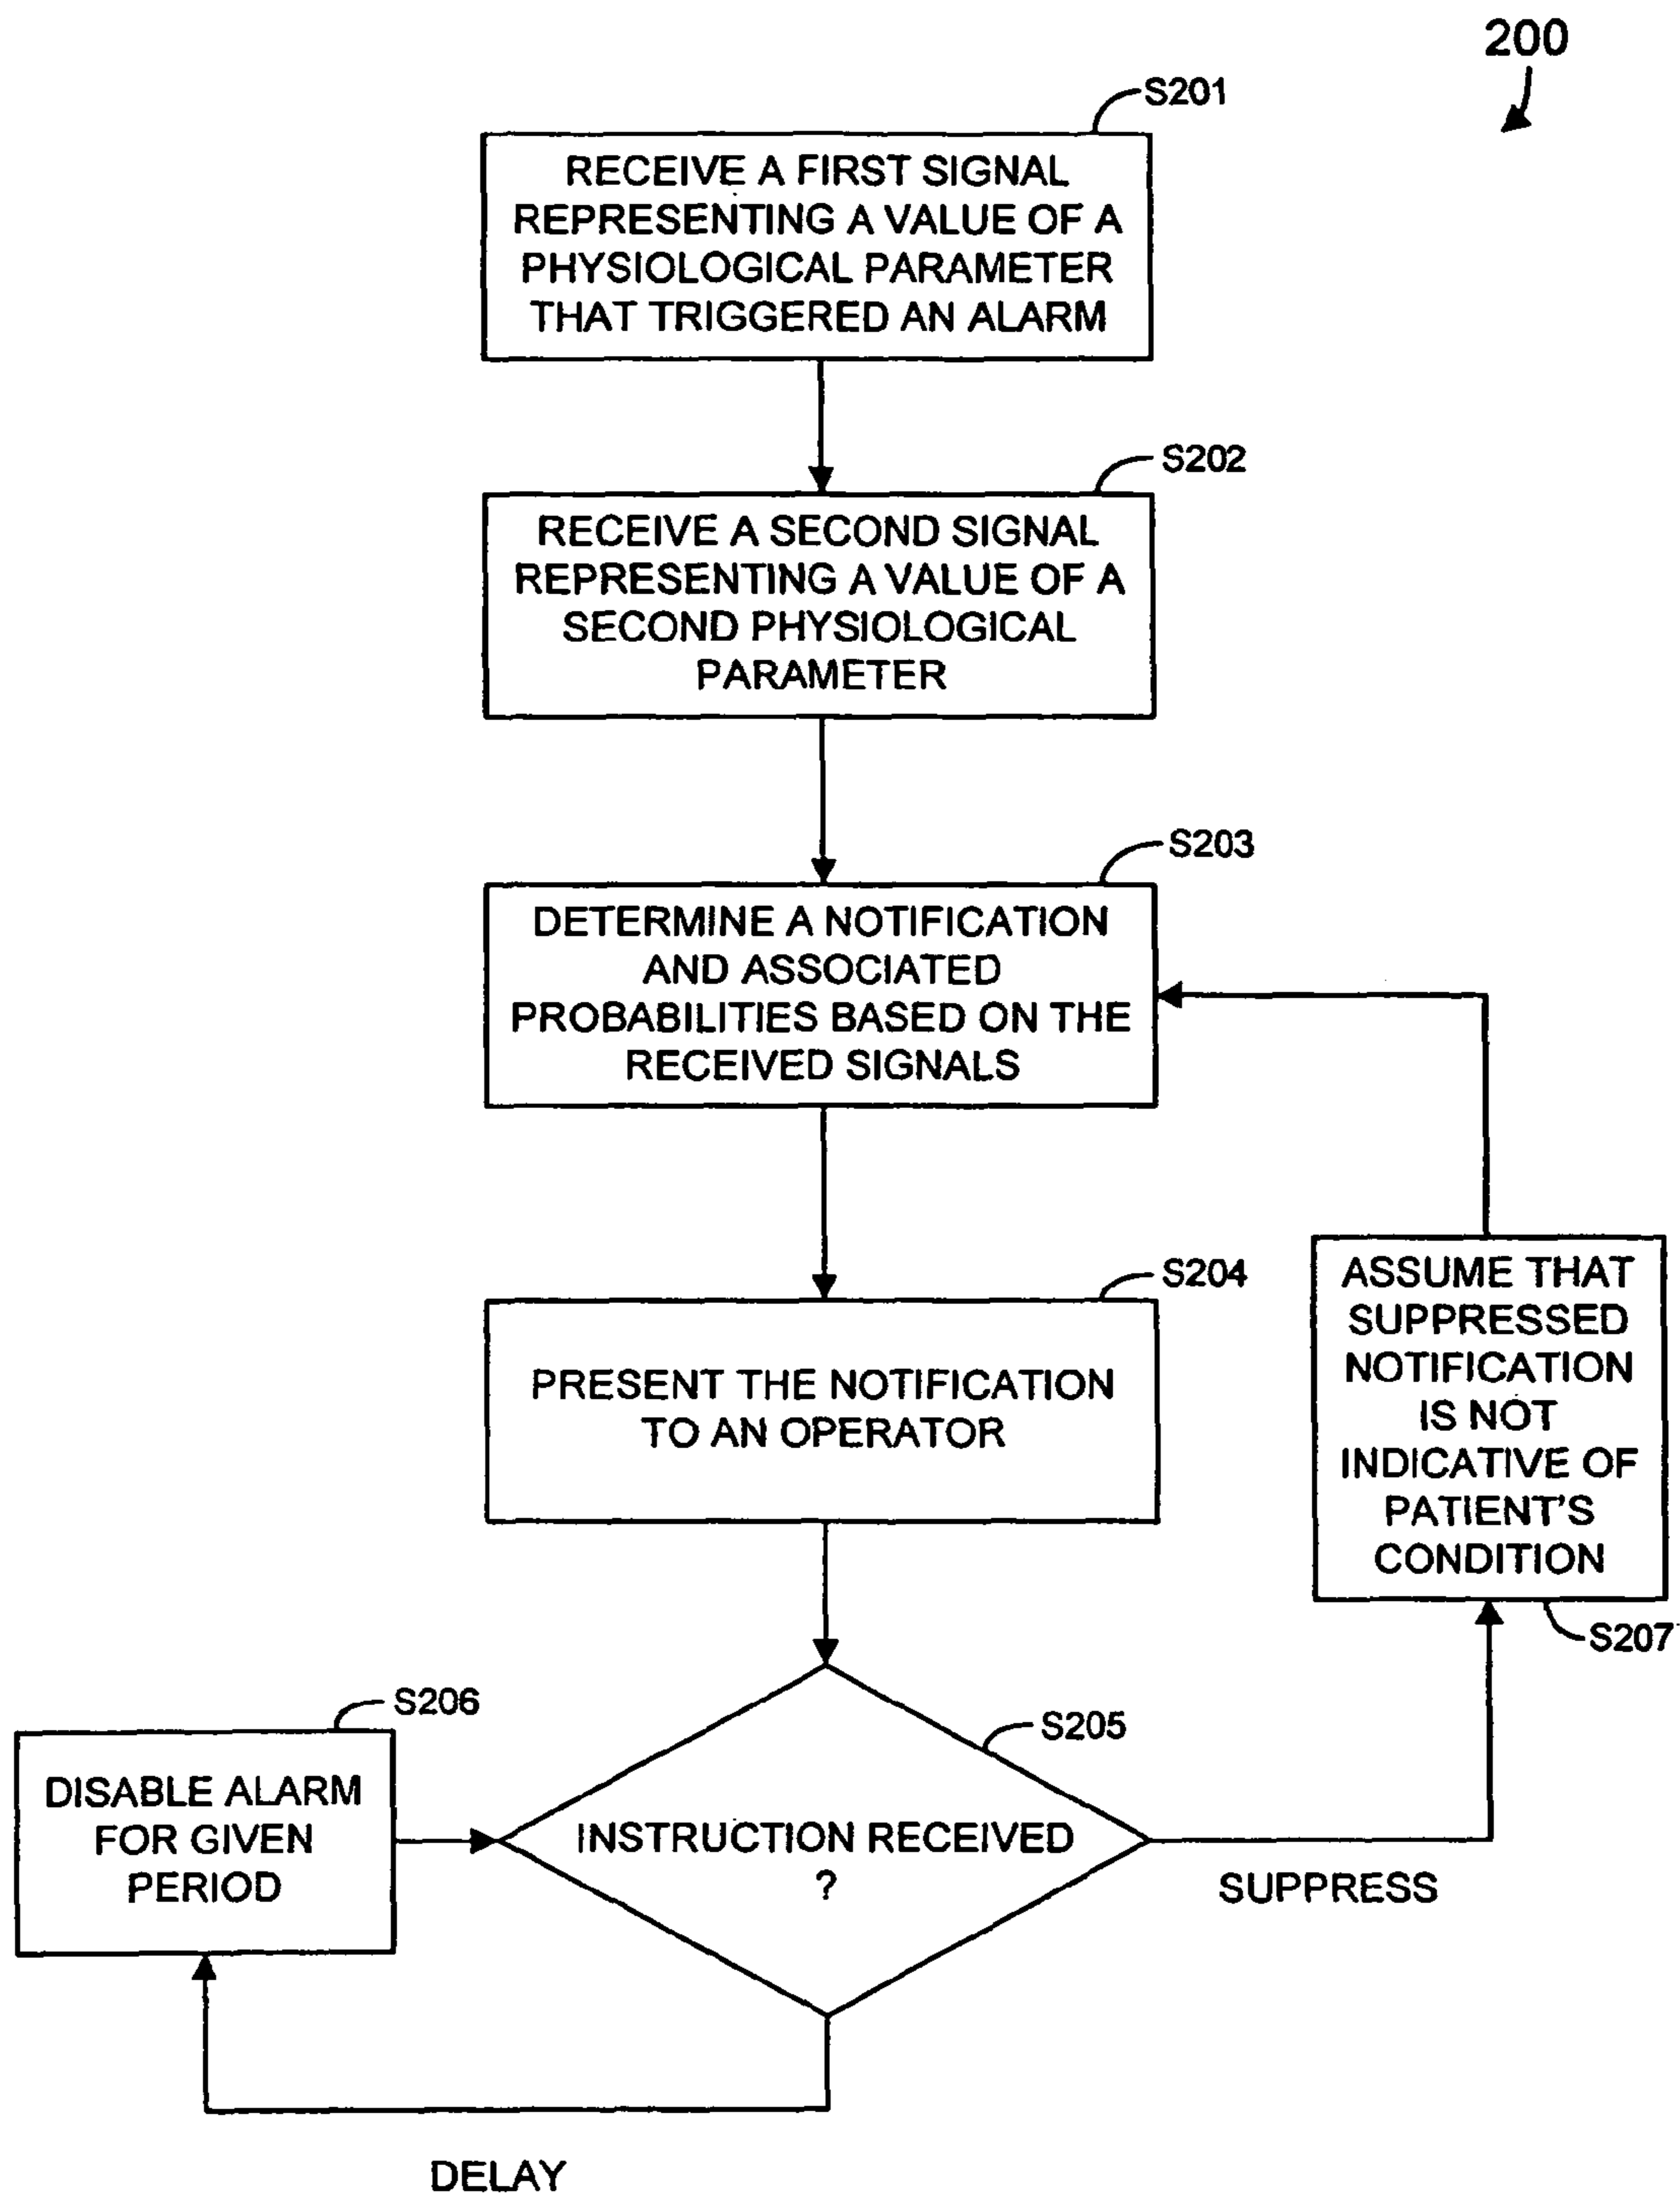 200
S201
RECEIVE A FIRST SIGNAL
REPRESENTING A VALUE OF A
PHYSIOLOGICAL PARAMETER
THAT TRIGGERED AN ALARM
S202
RECEIVE A SECOND SIGNAL
REPRESENTING A VALUE OF A
SECOND PHYSIOLOGICAL
PARAMETER
S203
DETERMINE A NOTIFICATION
AND ASSOCIATED
PROBABILITIES BASED ON THE
RECEIVED SIGNALS
S204
PRESENT THE NOTIFICATION
TO AN OPERATOR
ASSUME THAT
SUPPRESSED
NOTIFICATION
IS NOT
INDICATIVE OF
PATIENT'S
CONDITION
S207
S206
DISABLE ALARM
FOR GIVEN
PERIOD
S205
INSTRUCTION RECEIVED
?
SUPPRESS
DELAY